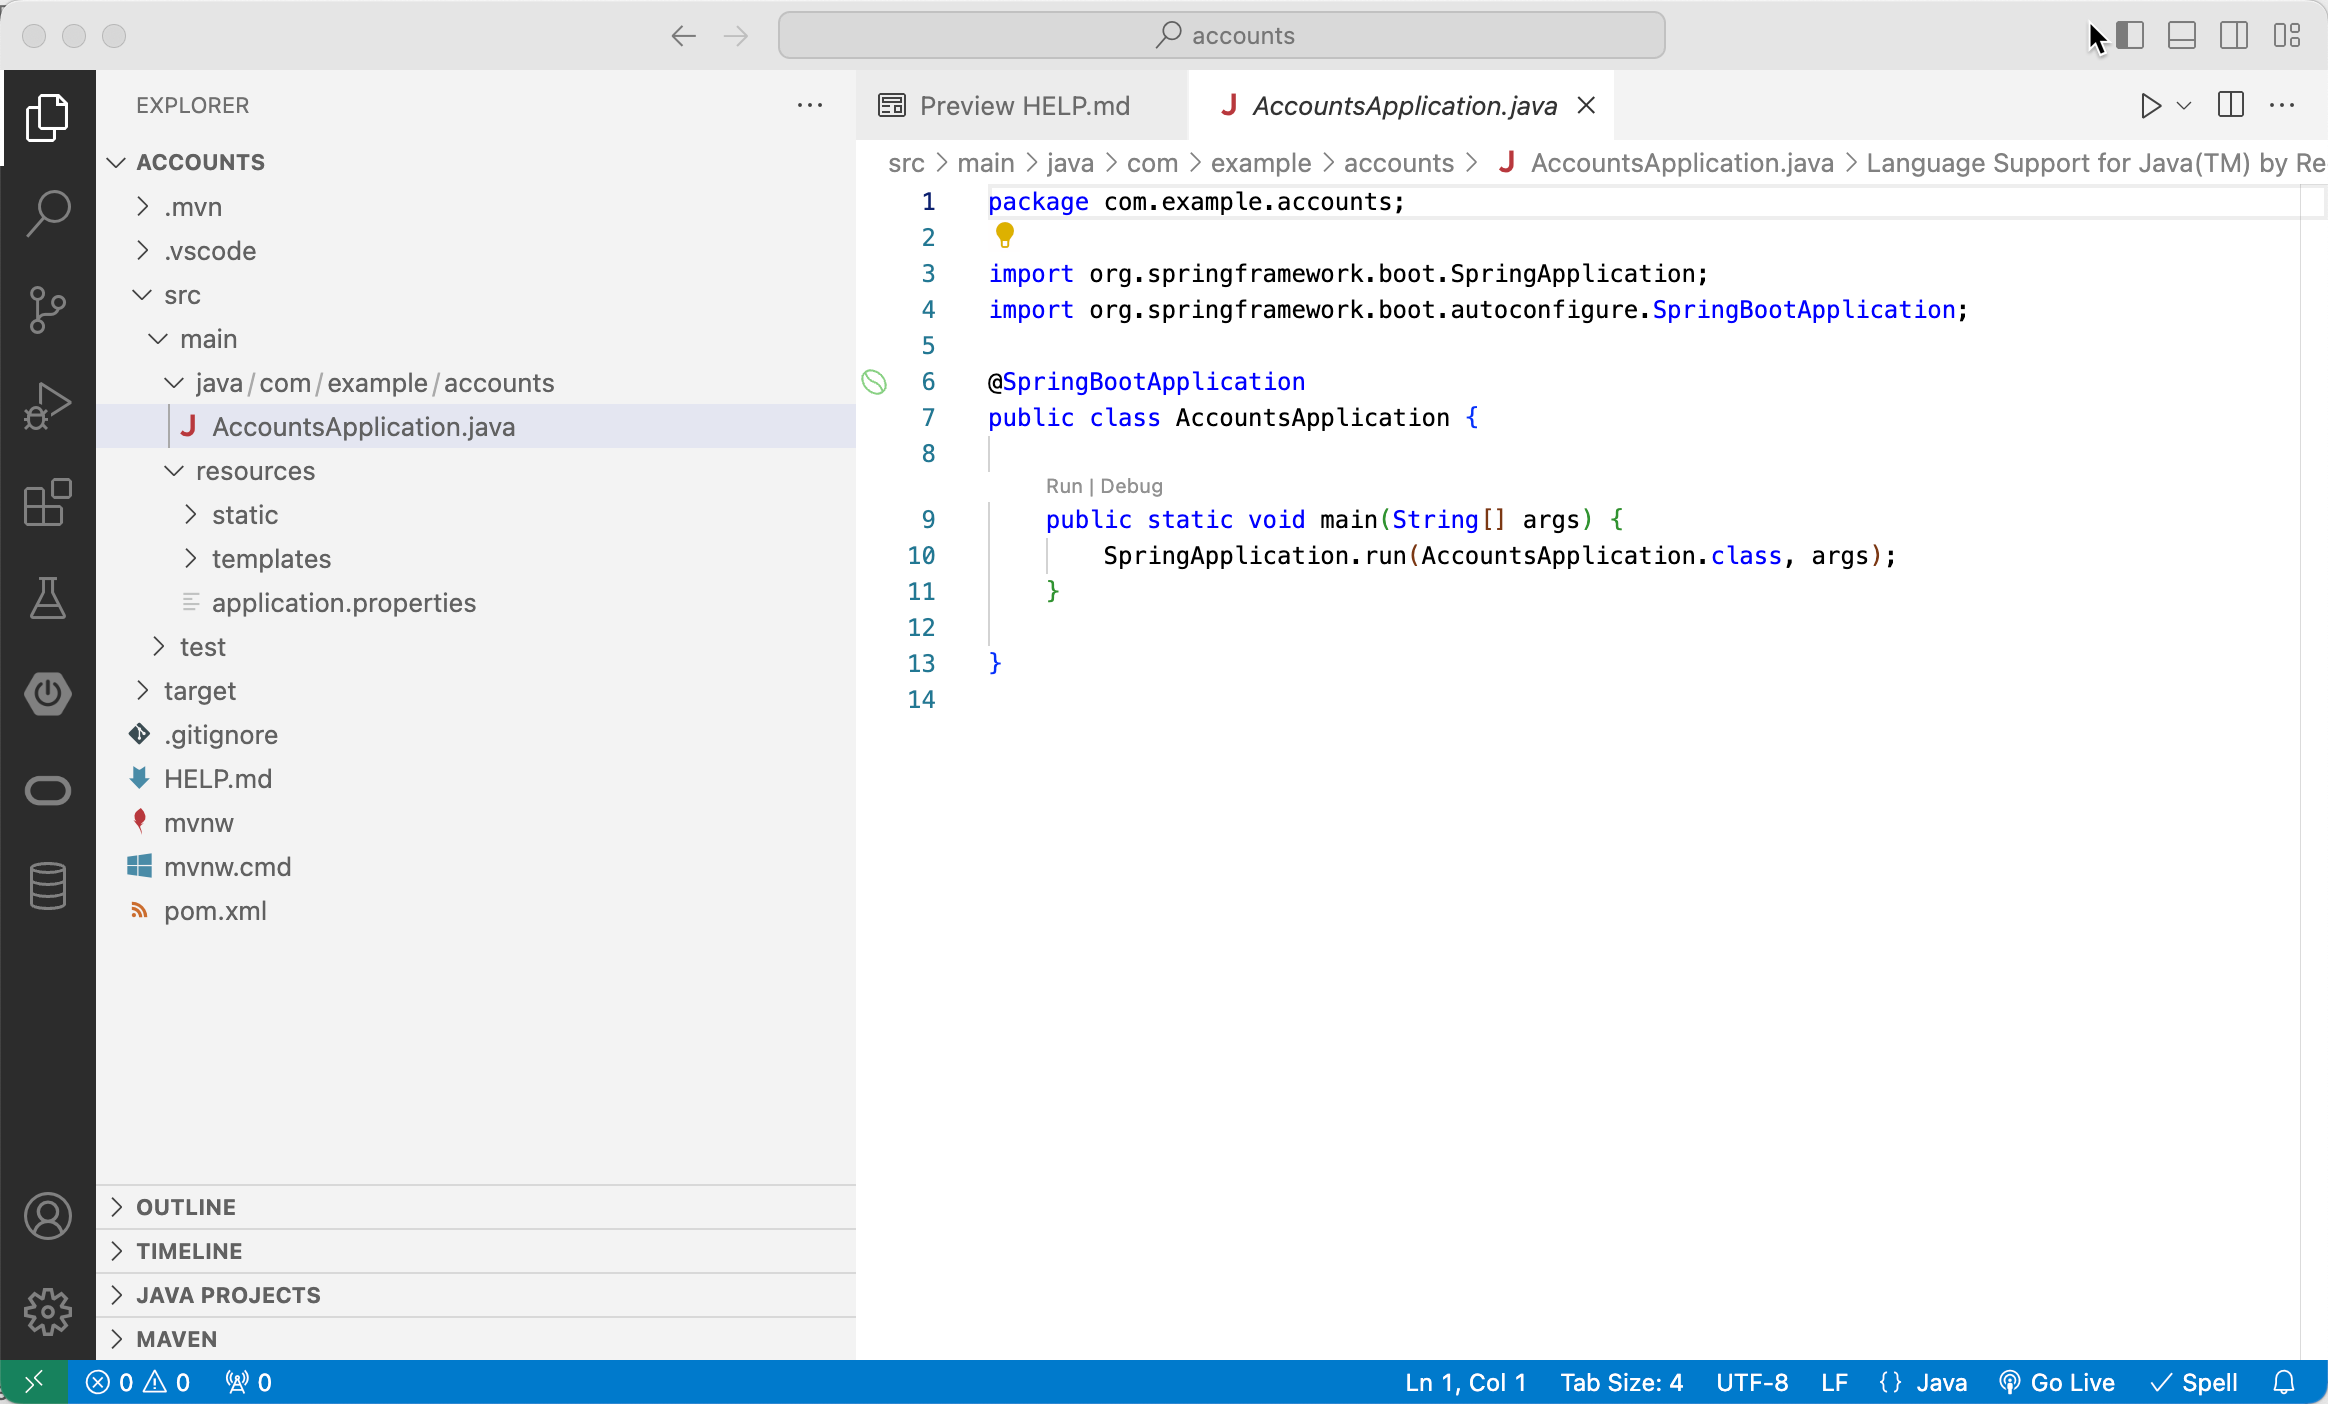 accounts
EXPLORER
ACCOUNTS
.mvn
.vscode
src
main
java/com/example/accounts
AccountsApplication.java
resources
static
templates
application.properties
test
target
.gitignore
HELP.md
mvnw
mvnw.cmd
pom.xml
OUTLINE
TIMELINE
JAVA PROJECTS
MAVEN
Preview HELP.md
J AccountsApplication.java
src > main > java > com > example > accounts > J AccountsApplication.java > Language Support for Java(TM) by Re
1 package com.example.accounts;
2
3 import org.springframework.boot.SpringApplication;
4 import org.springframework.boot.autoconfigure.SpringBootApplication;
5
6 @SpringBootApplication
7 public class AccountsApplication {
8
Run | Debug
9 public static void main(String[] args) {
10 SpringApplication.run(AccountsApplication.class, args);
11 }
12
13 }
14
0 0 0 Ln 1, Col 1 Tab Size: 4 UTF-8 LF {} Java Go Live Spell